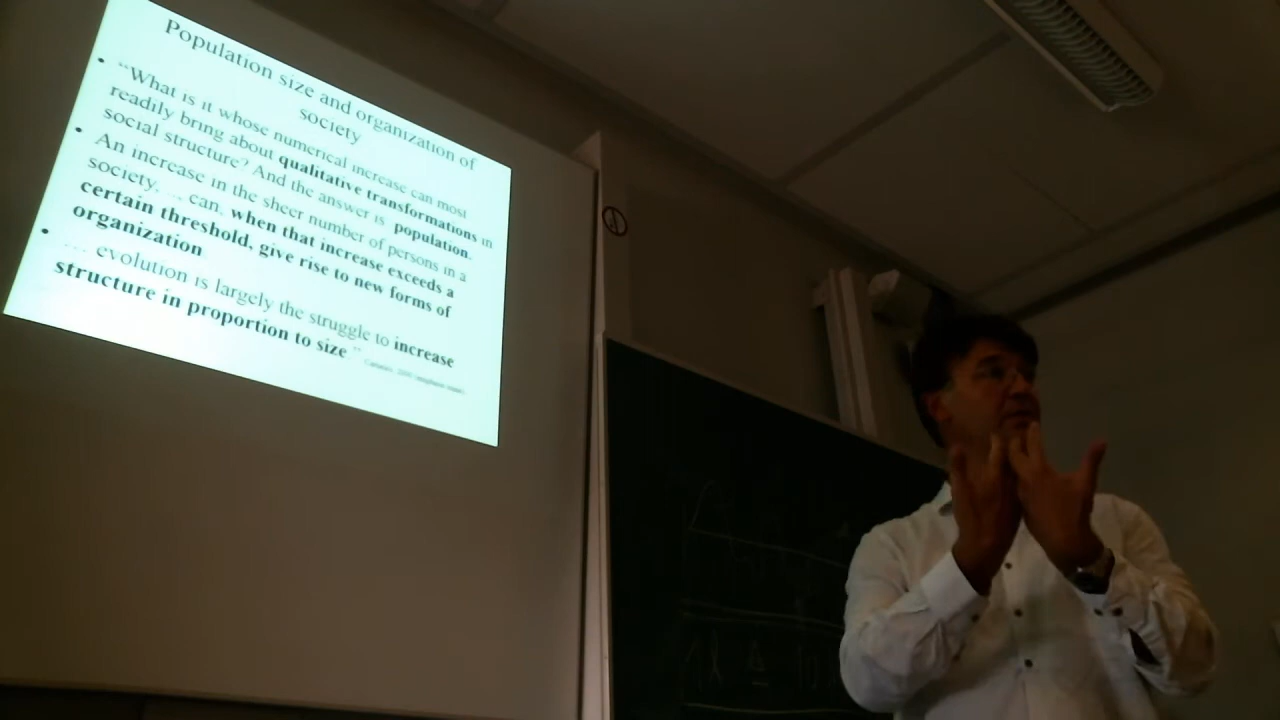 Population size and organization of
society
• “What is it whose numerical increase can most
readily bring about qualitative transformations in
social structure? And the answer is population.
• An increase in the sheer number of persons in a
society, … can, when that increase exceeds a
certain threshold, give rise to new forms of
organization
• … evolution is largely the struggle to increase
structure in proportion to size.”